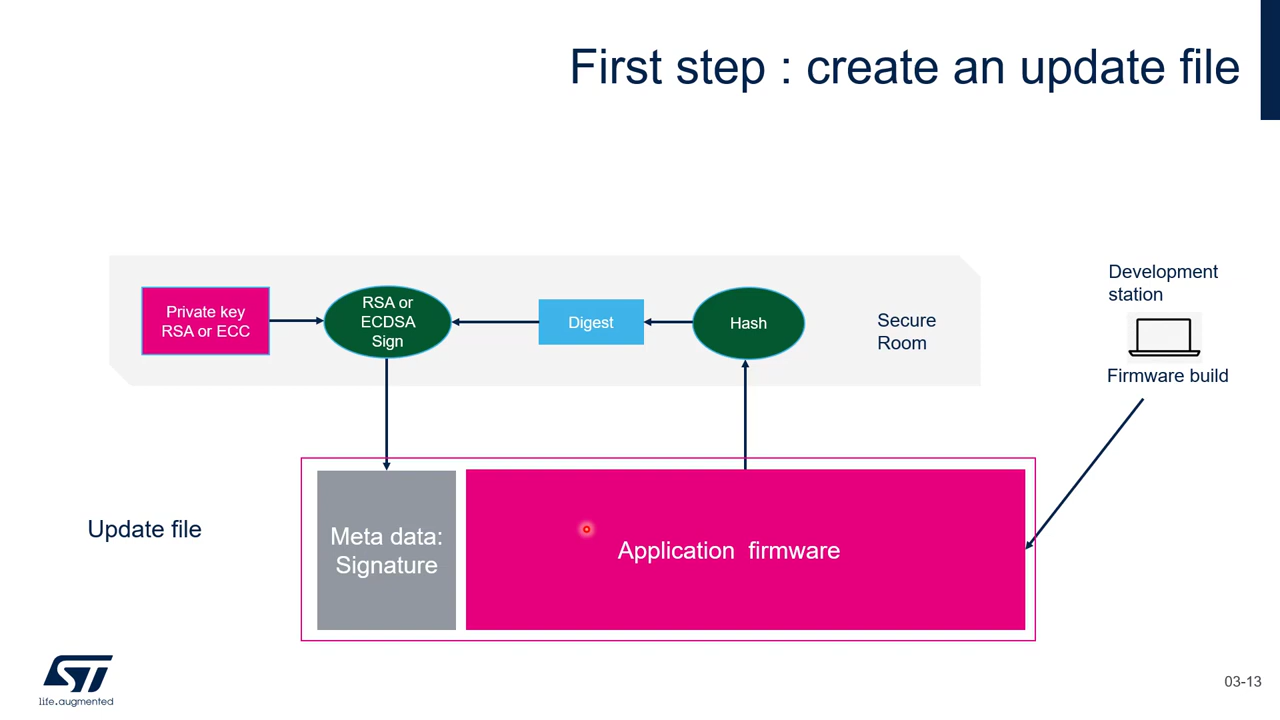 First step : create an update file
Private key
RSA or ECC
RSA or
ECDSA
Sign
Digest
Hash
Secure
Room
Development
station
Firmware build
Update file
Meta data:
Signature
Application firmware
ST
life.augmented
03-13